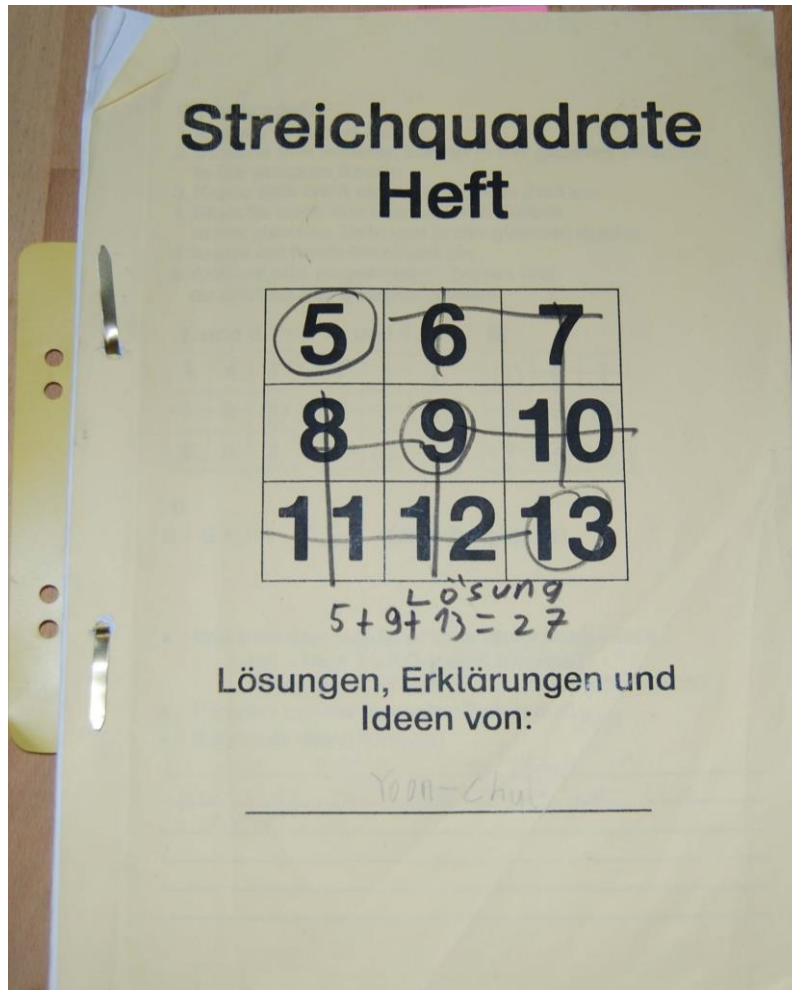 Streichquadrate
Heft
5 6 7
8 9 10
11 12 13
Lösung
5+9+13=27
Lösungen, Erklärungen und
Ideen von:
Yoon-Chul